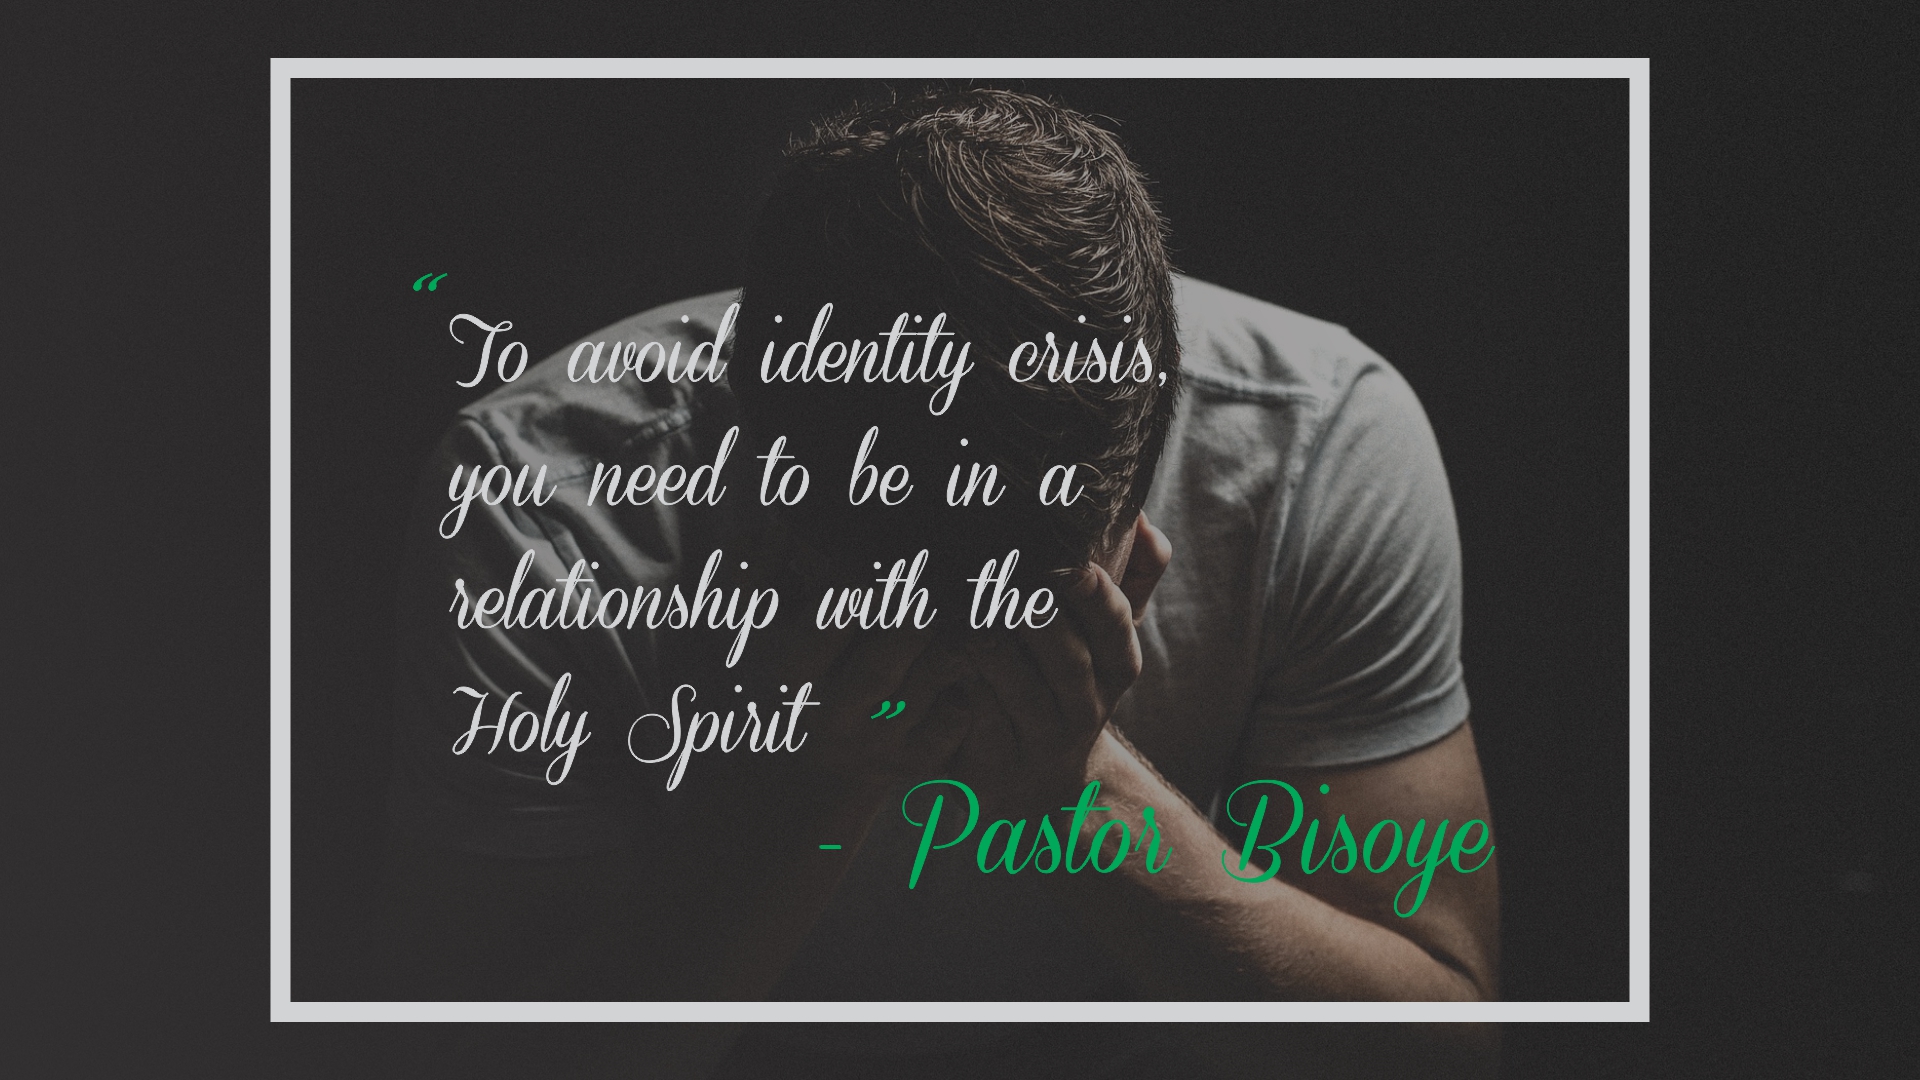 “To avoid identity crisis,
you need to be in a
relationship with the
Holy Spirit ”
- Pastor Bisoye